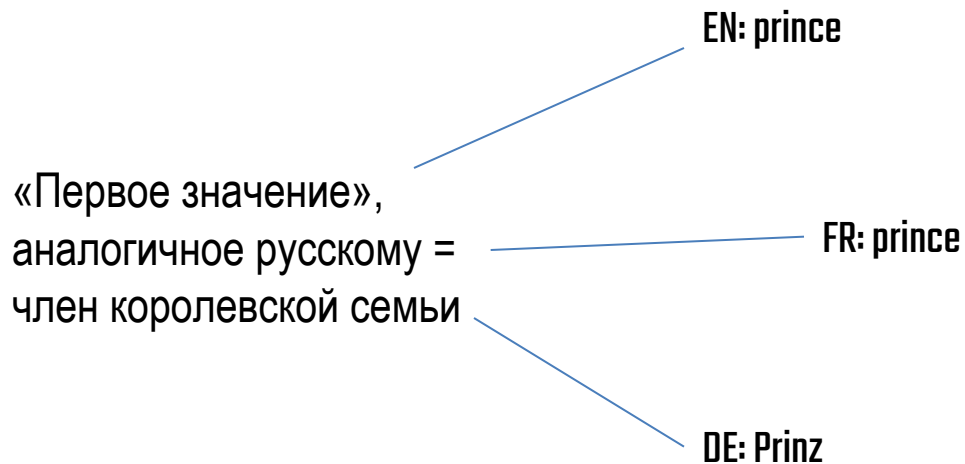 EN: prince
«Первое значение»,
аналогичное русскому =
член королевской семьи
FR: prince
DE: Prinz